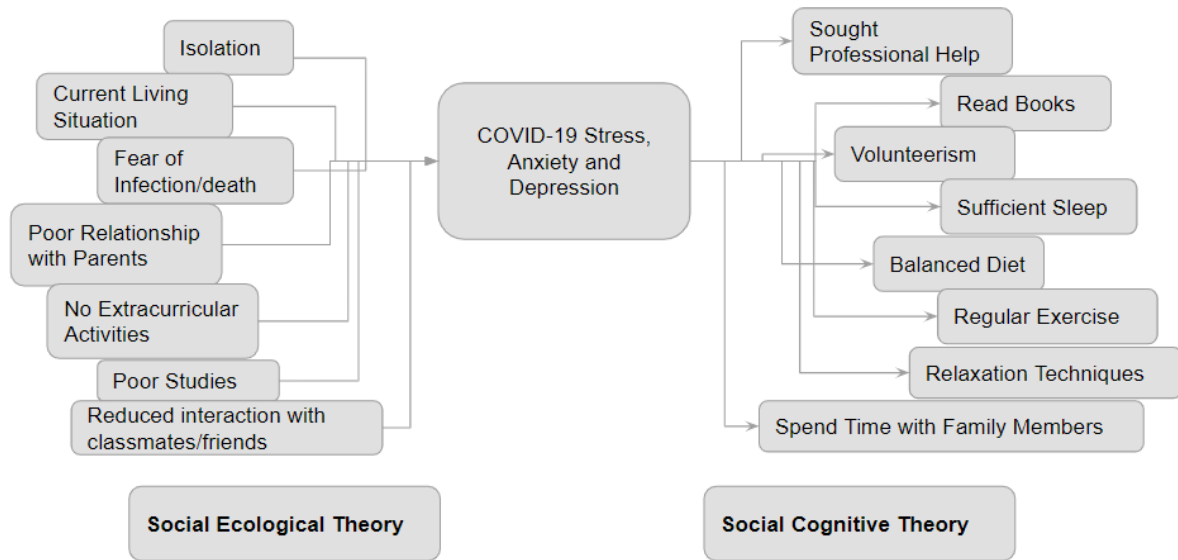 Isolation
Current Living
Situation
Fear of
Infection/death
Poor Relationship
with Parents
No Extracurricular
Activities
Poor Studies
Reduced interaction with
classmates/friends
COVID-19 Stress,
Anxiety and
Depression
Sought
Professional Help
Read Books
Volunteerism
Sufficient Sleep
Balanced Diet
Regular Exercise
Relaxation Techniques
Spend Time with Family Members
Social Ecological Theory
Social Cognitive Theory